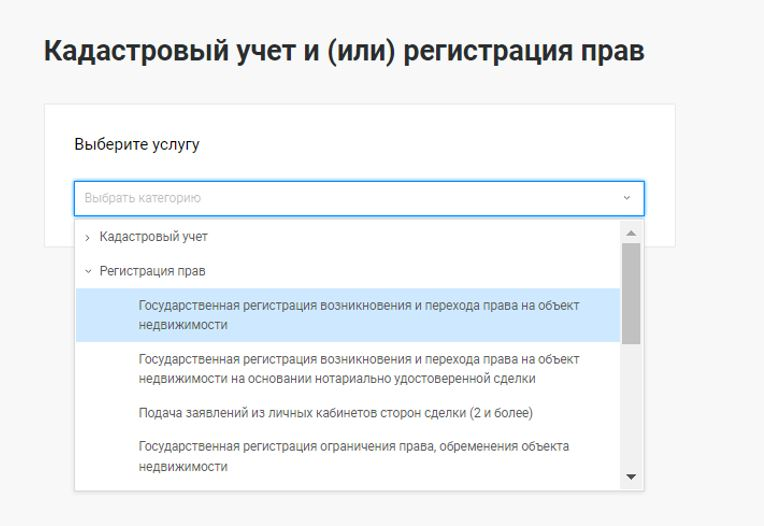 Кадастровый учет и (или) регистрация прав
Выберите услугу
Выбрать категорию
Кадастровый учет
Регистрация прав
Государственная регистрация возникновения и перехода права на объект
недвижимости
Государственная регистрация возникновения и перехода права на объект
недвижимости на основании нотариально удостоверенной сделки
Подача заявлений из личных кабинетов сторон сделки (2 и более)
Государственная регистрация ограничения права, обременения объекта
недвижимости